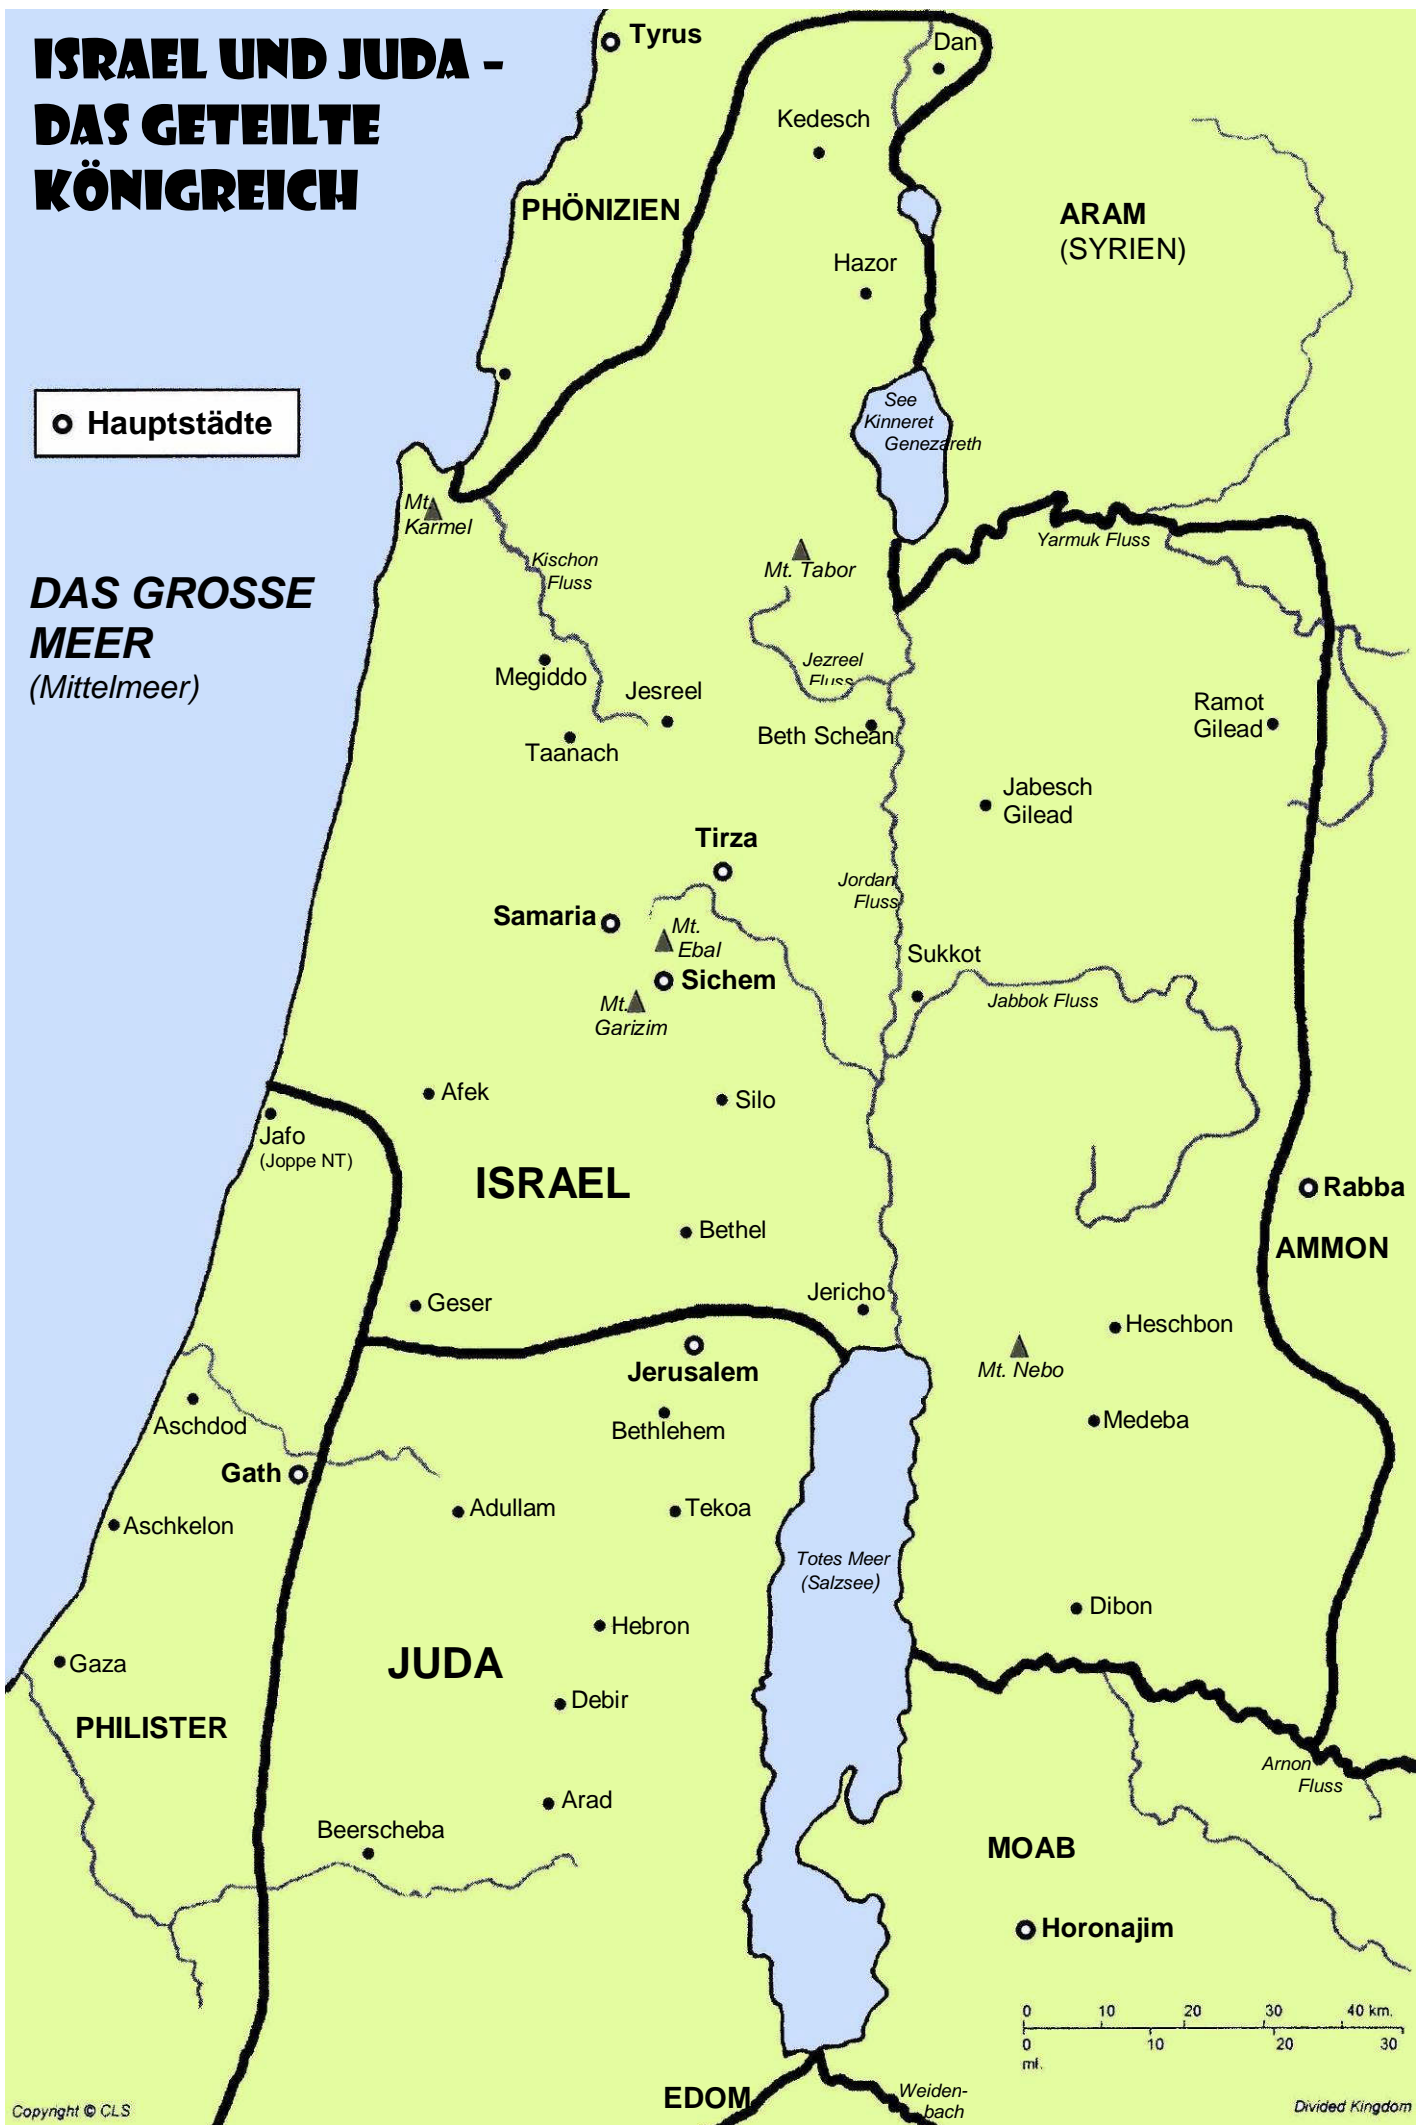 ISRAEL UND JUDA –
DAS GETEILTE
KÖNIGREICH
Tyrus
Dan
Kedesch
PHÖNIZIEN
ARAM
(SYRIEN)
Hazor
Hauptstädte
See
Kinneret
Genezareth
Mt.
Karmel
Kischon
Fluss
Mt. Tabor
Yarmuk Fluss
DAS GROSSE
MEER
(Mittelmeer)
Megiddo
Jesreel
Jezreel
Fluss
Taanach
Beth Schean
Ramot
Gilead
Jabesch
Gilead
Tirza
Jordan
Fluss
Samaria
Mt.
Ebal
Sukkot
Sichem
Mt.
Garizim
Jabbok Fluss
Afek
Silo
Jafo
(Joppe NT)
ISRAEL
Rabba
Bethel
AMMON
Geser
Jericho
Heschbon
Jerusalem
Mt. Nebo
Aschdod
Bethlehem
Medeba
Gath
Adullam
Tekoa
Aschkelon
Totes Meer
(Salzsee)
Dibon
Hebron
Gaza
JUDA
Debir
PHILISTER
Arnon
Fluss
Arad
Beerscheba
MOAB
Horonajim
0 10 20 30 40 km.
0 10 20 30
mi.
EDOM
Weiden-
bach
Copyright © CLS
Divided Kingdom